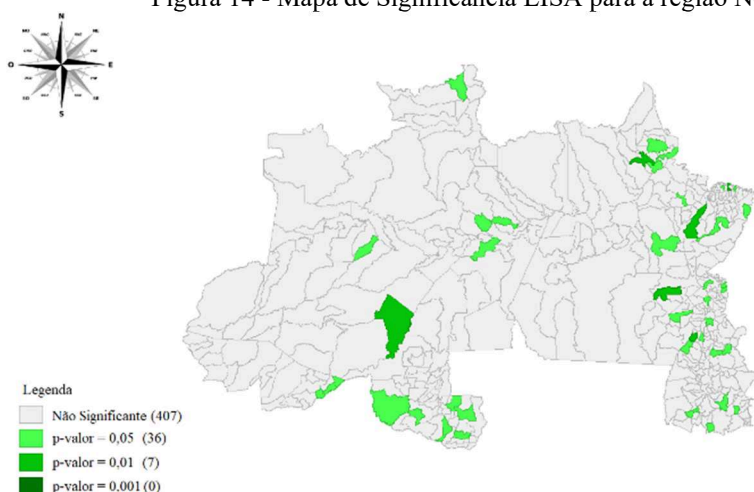 Figura 14 - Mapa de Significância LISA para a região N
N
O
E
S
Legenda
Não Significante (407)
p-valor = 0,05 (36)
p-valor = 0,01 (7)
p-valor = 0,001 (0)